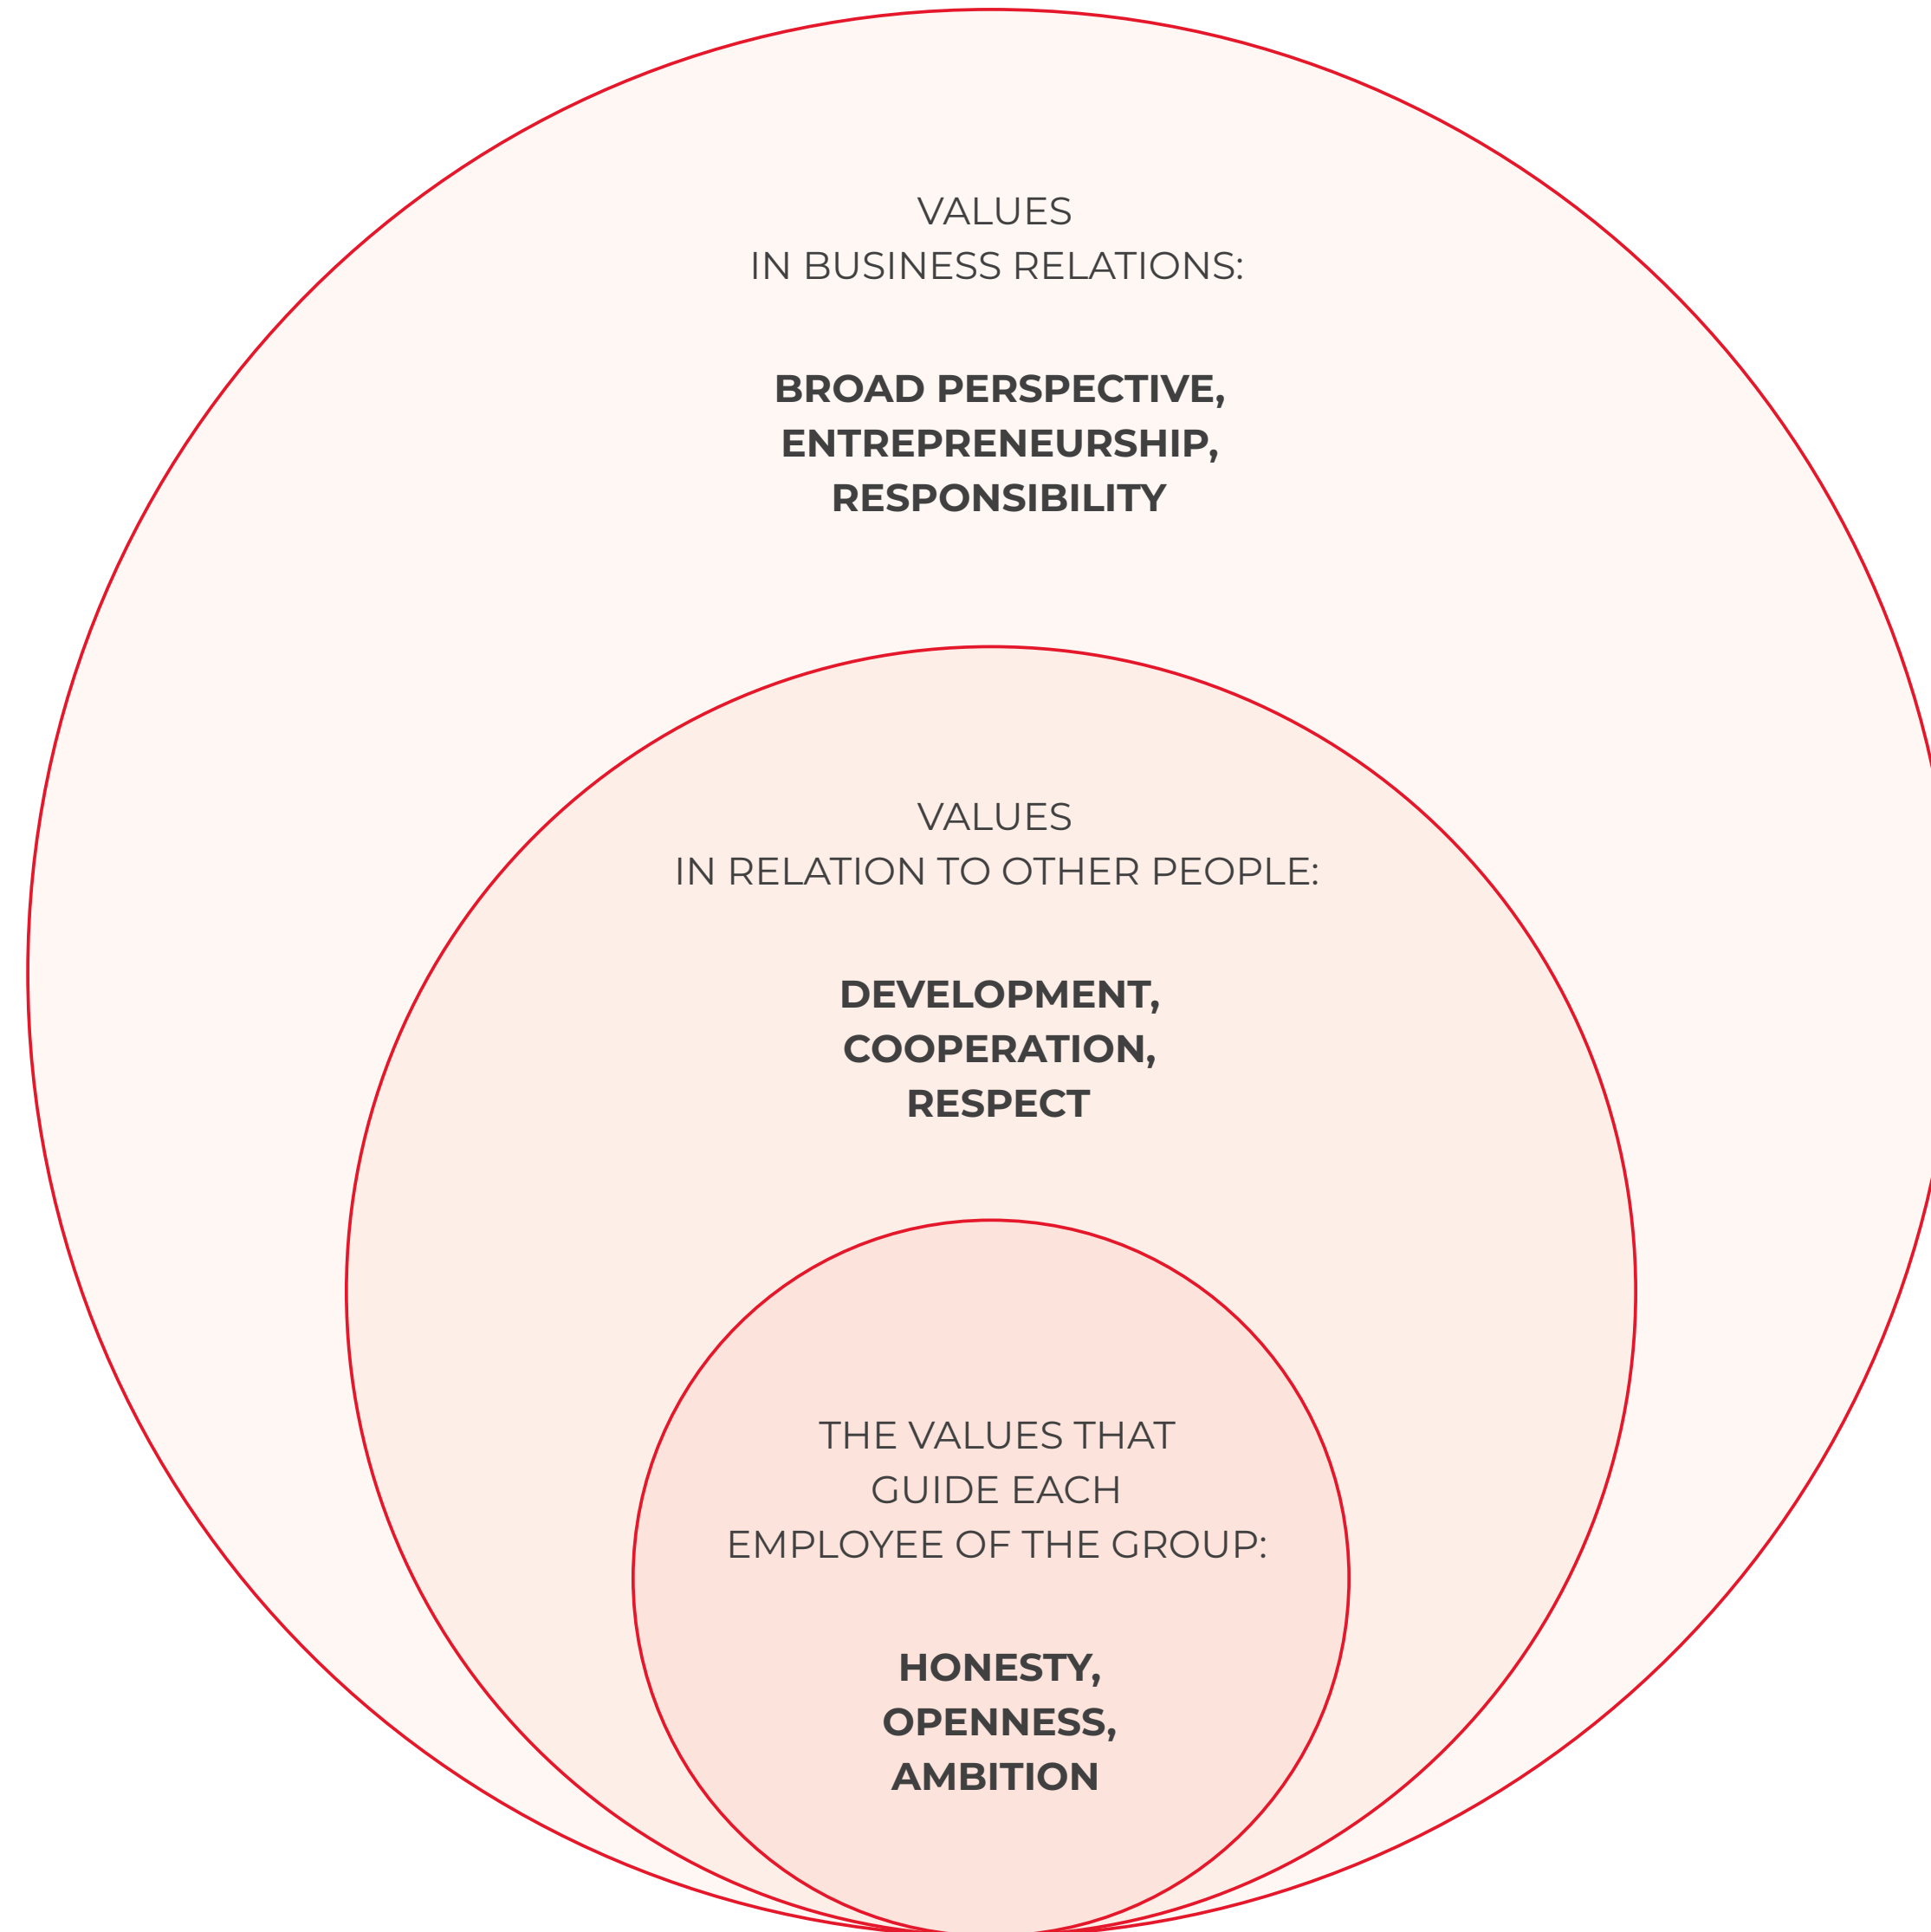 VALUES
IN BUSINESS RELATIONS:
BROAD PERSPECTIVE,
ENTREPRENEURSHIP,
RESPONSIBILITY
VALUES
IN RELATION TO OTHER PEOPLE:
DEVELOPMENT,
COOPERATION,
RESPECT
THE VALUES THAT
GUIDE EACH
EMPLOYEE OF THE GROUP:
HONESTY,
OPENNESS,
AMBITION